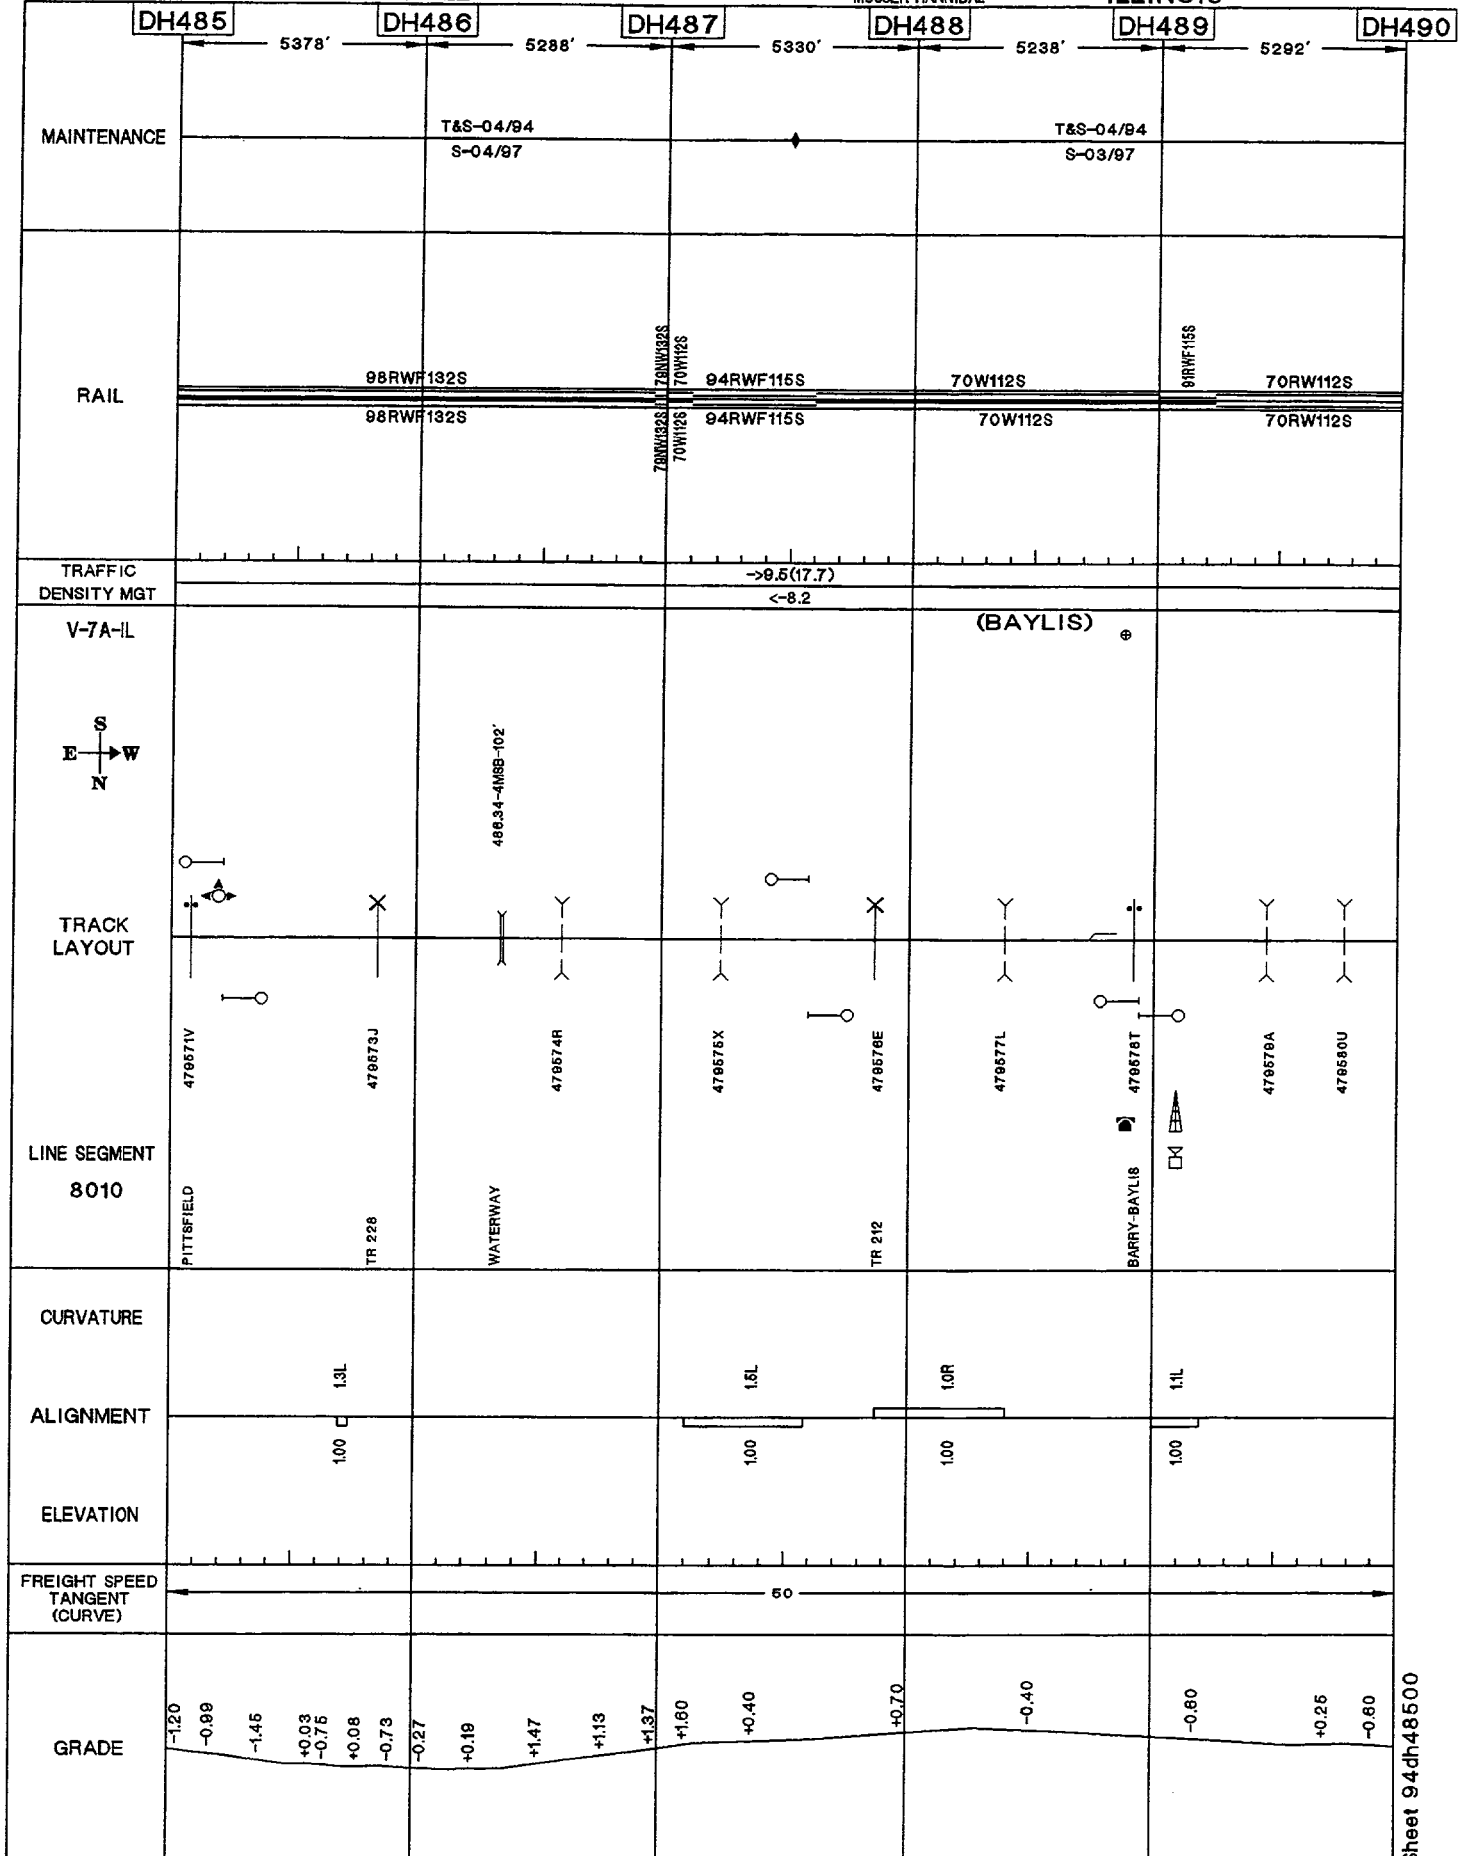 DH485 DH486 DH487 DH488 DH489 DH490
5378' 5288' 5330' 5238' 5292'
MAINTENANCE
T&S-04/94 T&S-04/94
S-04/97 S-03/97
79NW132S 70W112S 91RWF115S
98RWF132S 94RWF115S 70W112S 70RW112S
RAIL
98RWF132S 94RWF115S 70W112S 70RW112S
79NW132S 70W112S
TRAFFIC
DENSITY MGT
->9.5(17.7)
<-8.2
V-7A-IL
(BAYLIS)
S
E W
N
486.34-4MSB-102'
TRACK
LAYOUT
479571V 479573J 479574R 479575X 479576E 479577L 479578T 479579A 479580U
LINE SEGMENT
8010
PITTSFIELD TR 228 WATERWAY TR 212 BARRY-BAYLIS
CURVATURE
1.3L 1.5L 1.0R 1.1L
ALIGNMENT
1.00 1.00 1.00 1.00
ELEVATION
FREIGHT SPEED
TANGENT
(CURVE)
50
GRADE
-1.20 -0.99 -1.45 +0.03 -0.75 +0.08 -0.73 -0.27 +0.19 +1.47 +1.13 +1.37 +1.60 +0.40 +0.70 -0.40 -0.80 +0.25 -0.60
Sheet 94dh48500